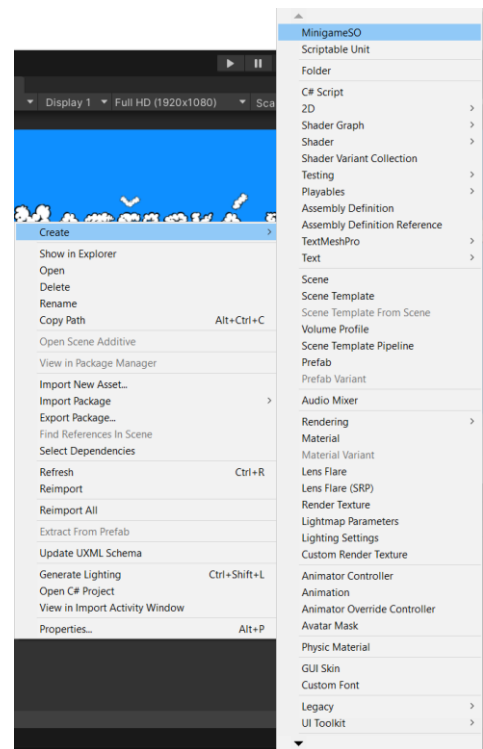 Display 1
Full HD (1920x1080)
Sca
Create
Show in Explorer
Open
Delete
Rename
Copy Path Alt+Ctrl+C
Open Scene Additive
View in Package Manager
Import New Asset...
Import Package
Export Package...
Find References In Scene
Select Dependencies
Refresh Ctrl+R
Reimport
Reimport All
Extract From Prefab
Update UXML Schema
Generate Lighting Ctrl+Shift+L
Open C# Project
View in Import Activity Window
Properties... Alt+P
MinigameSO
Scriptable Unit
Folder
C# Script
2D
Shader Graph
Shader
Shader Variant Collection
Testing
Playables
Assembly Definition
Assembly Definition Reference
TextMeshPro
Text
Scene
Scene Template
Scene Template From Scene
Volume Profile
Scene Template Pipeline
Prefab
Prefab Variant
Audio Mixer
Rendering
Material
Material Variant
Lens Flare
Lens Flare (SRP)
Render Texture
Lightmap Parameters
Lighting Settings
Custom Render Texture
Animator Controller
Animation
Animator Override Controller
Avatar Mask
Physic Material
GUI Skin
Custom Font
Legacy
UI Toolkit